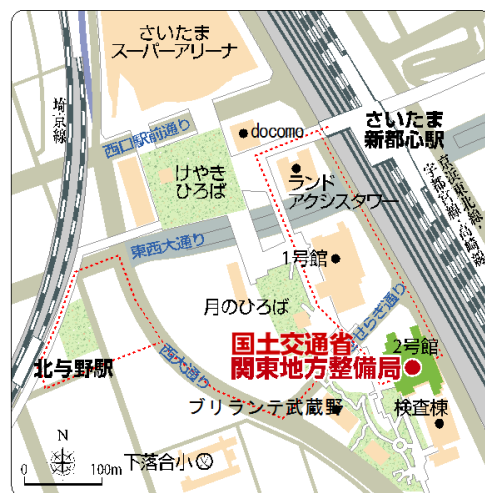 さいたま
スーパーアリーナ
埼京線
西口駅前通り
docomo
さいたま
新都心駅
けやき
ひろば
ランド
アクシスタワー
京浜東北線・
宇都宮線・高崎線
東西大通り
1号館
月のひろば
はらぎ通り
国土交通省
関東地方整備局
2号館
北与野駅
西大通り
ブリランテ武蔵野
検査棟
N
0 100m
下落合小